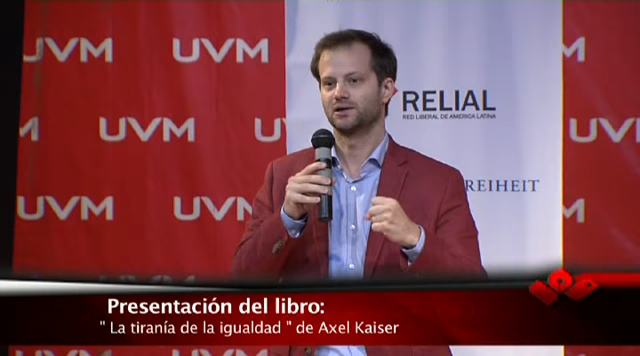 UVM
UVM
UVM
UVM
RELIAL
RED LIBERAL DE AMERICA LATINA
UVM
UVM
UVM
REIHEIT
UVM
UVM
Presentación del libro:
" La tiranía de la igualdad " de Axel Kaiser